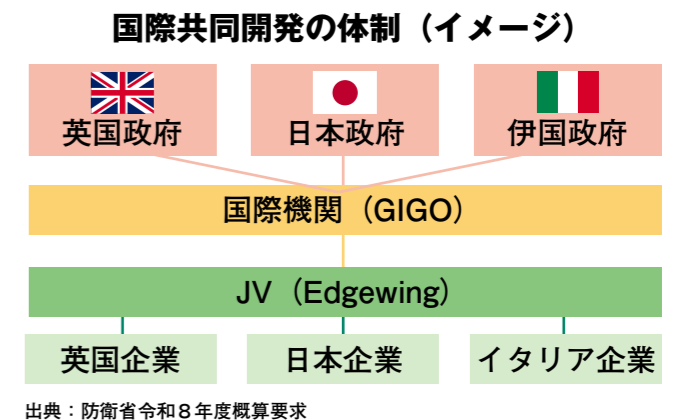 国際共同開発の体制（イメージ）
英国政府
日本政府
伊国政府
国際機関（GIGO）
JV（Edgewing）
英国企業
日本企業
イタリア企業
出典：防衛省令和８年度概算要求